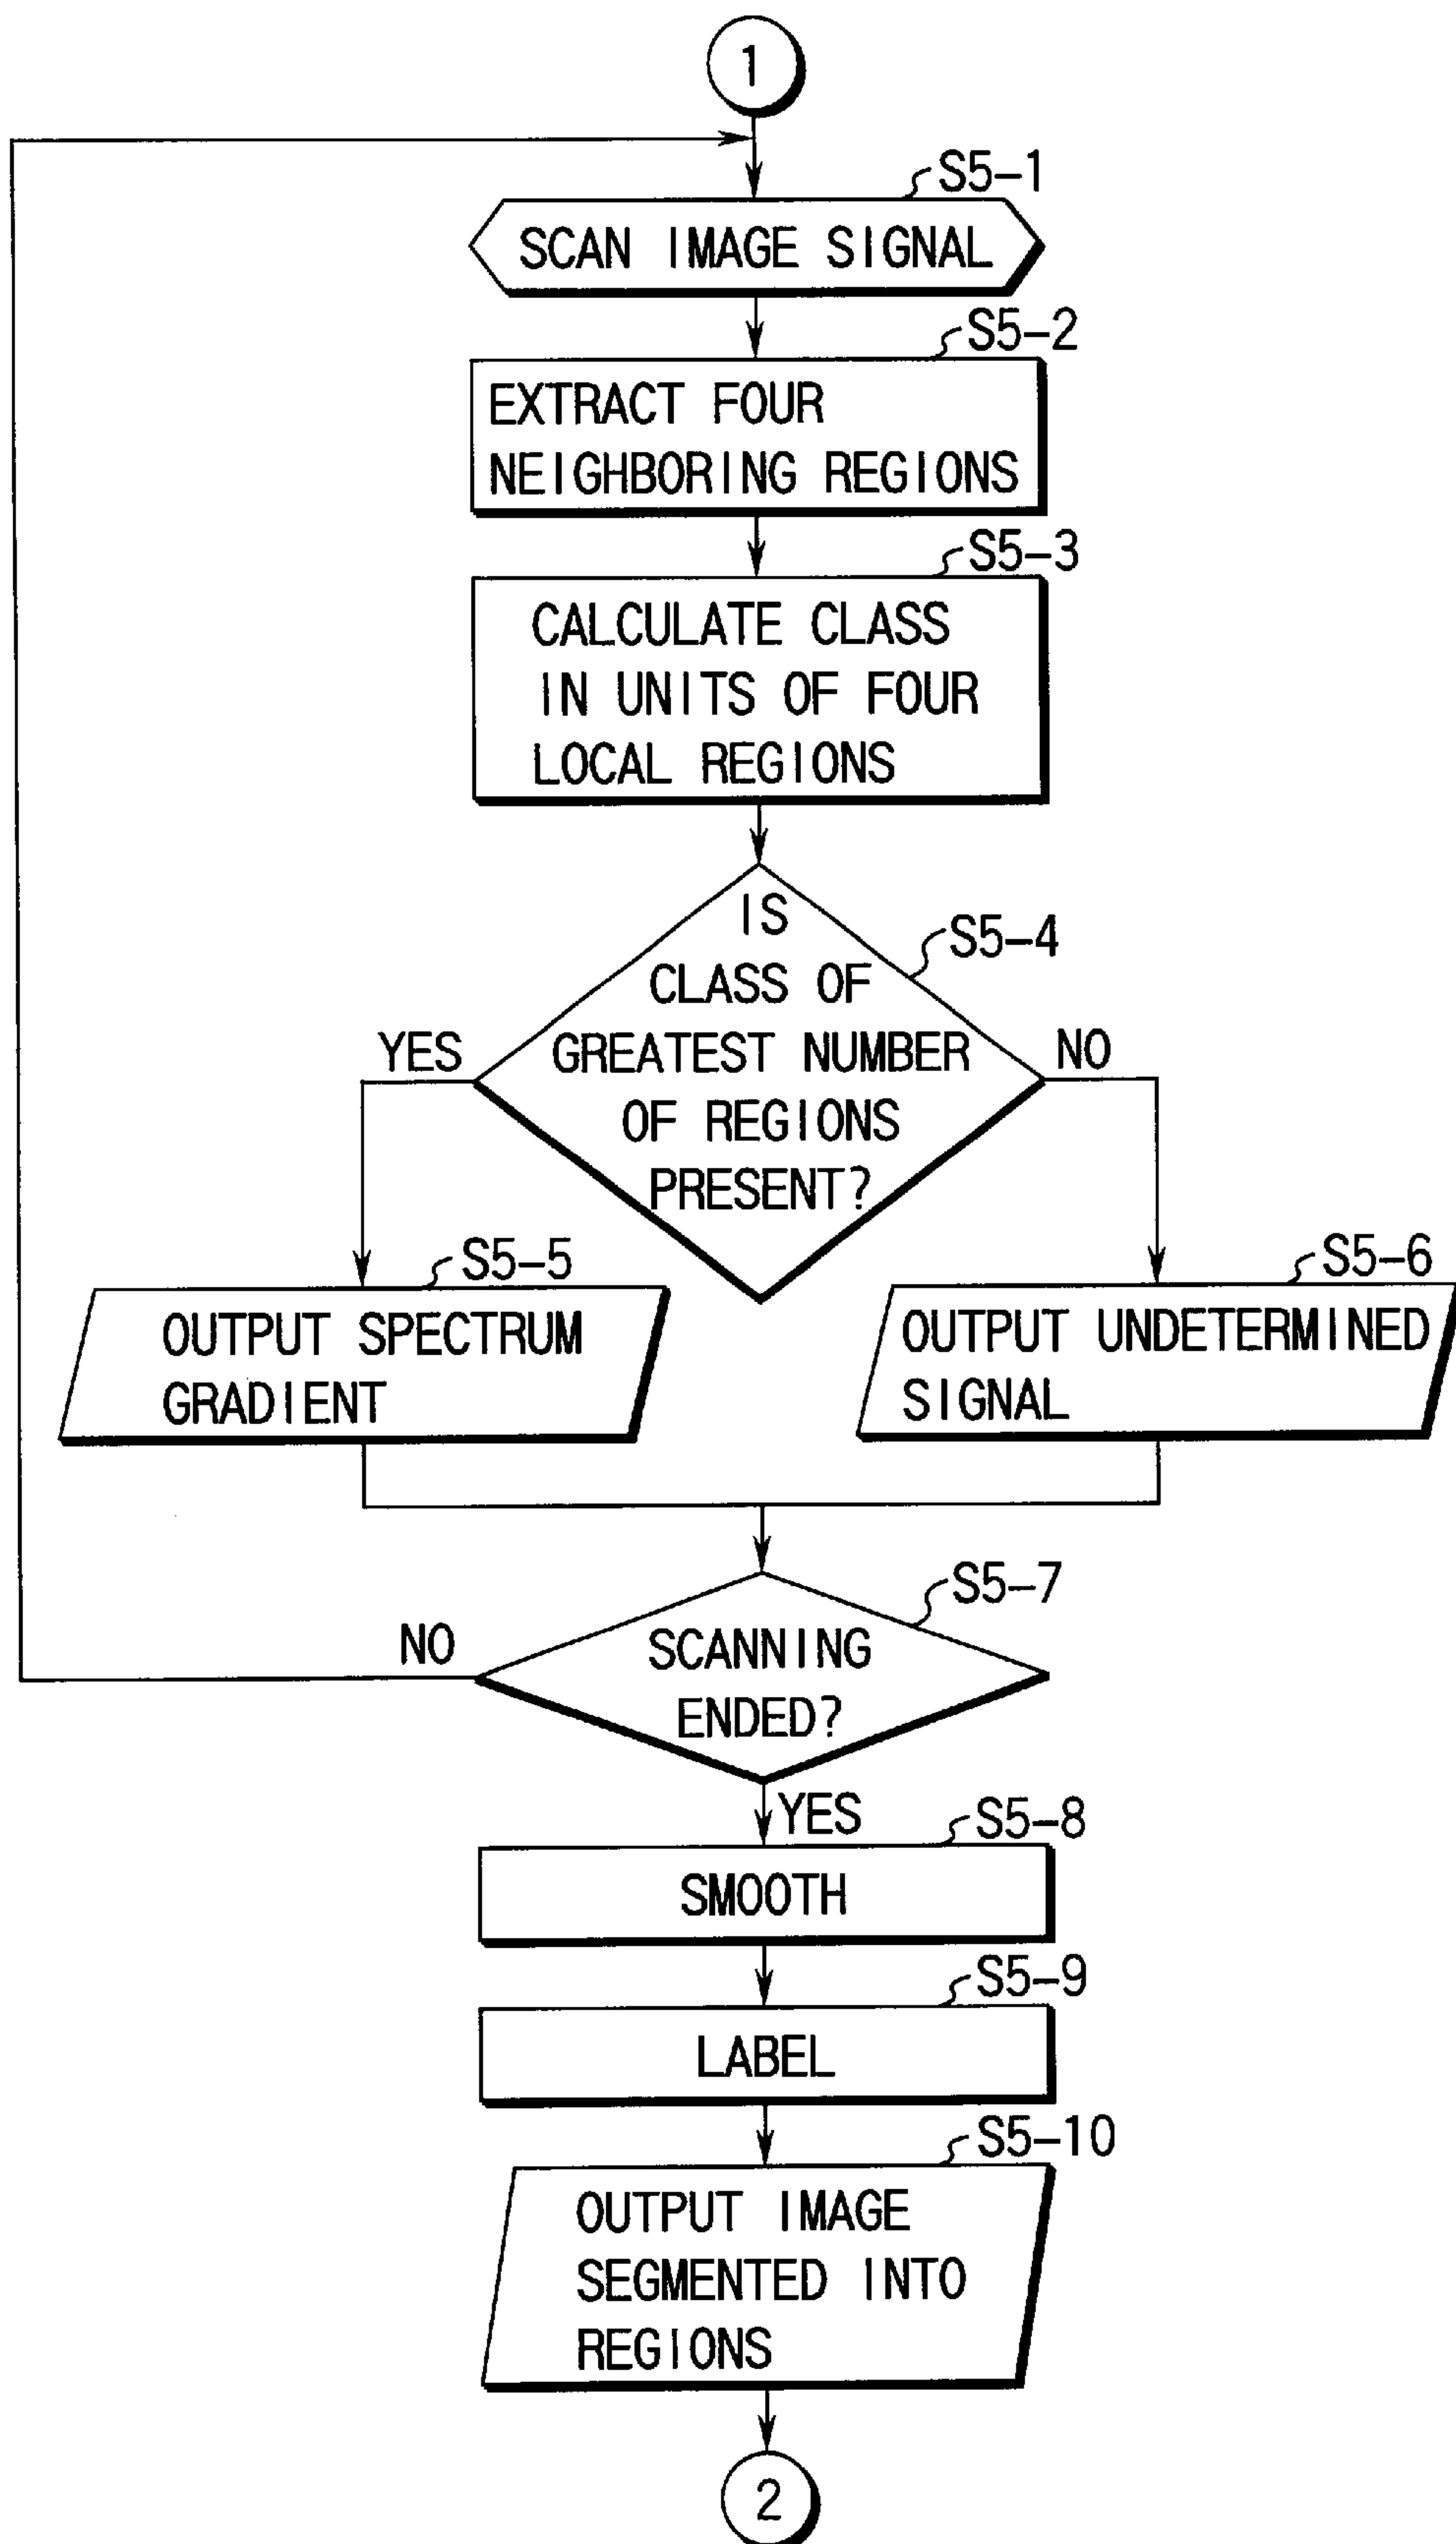 1
S5-1
SCAN IMAGE SIGNAL
S5-2
EXTRACT FOUR
NEIGHBORING REGIONS
S5-3
CALCULATE CLASS
IN UNITS OF FOUR
LOCAL REGIONS
S5-4
IS
CLASS OF
GREATEST NUMBER
OF REGIONS
PRESENT?
YES
NO
S5-5
OUTPUT SPECTRUM
GRADIENT
S5-6
OUTPUT UNDETERMINED
SIGNAL
S5-7
SCANNING
ENDED?
NO
YES
S5-8
SMOOTH
S5-9
LABEL
S5-10
OUTPUT IMAGE
SEGMENTED INTO
REGIONS
2